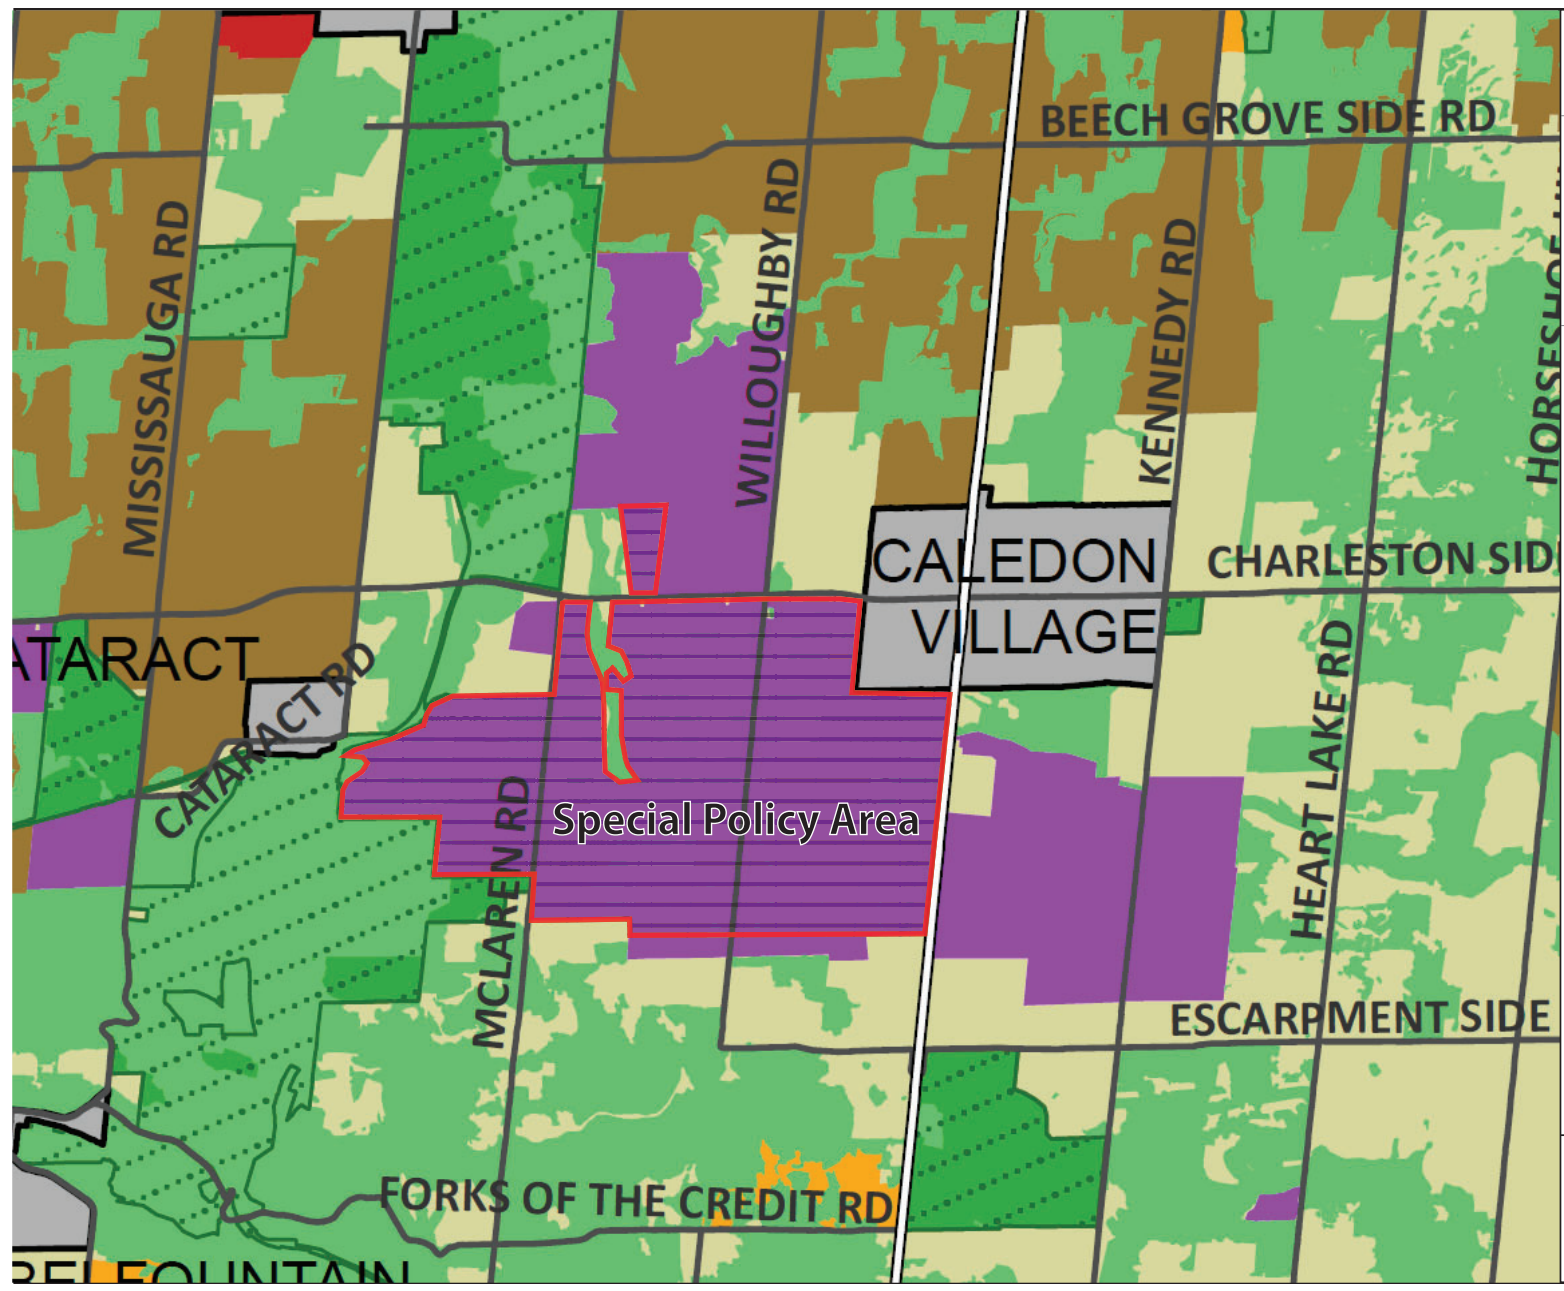 BEECH GROVE SIDE RD
MISSISSAUGA RD
WILLOUGHBY RD
KENNEDY RD
CALEDON
VILLAGE
CHARLESTON SID
ATARACT
CATARACT RD
HEART LAKE RD
Special Policy Area
MCLAREN RD
ESCARPMENT SIDE
FORKS OF THE CREDIT RD